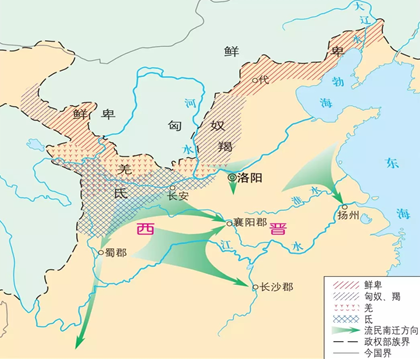 大
辽
水
鲜
卑
代
勃
海
鲜
卑
匈
奴
羯
河
水
羌
氐
洛阳
长安
东
海
淮
水
扬州
襄阳郡
西
晋
蜀郡
江
水
长沙郡
鲜卑
匈奴、羯
羌
氐
流民南迁方向
政权部族界
今国界